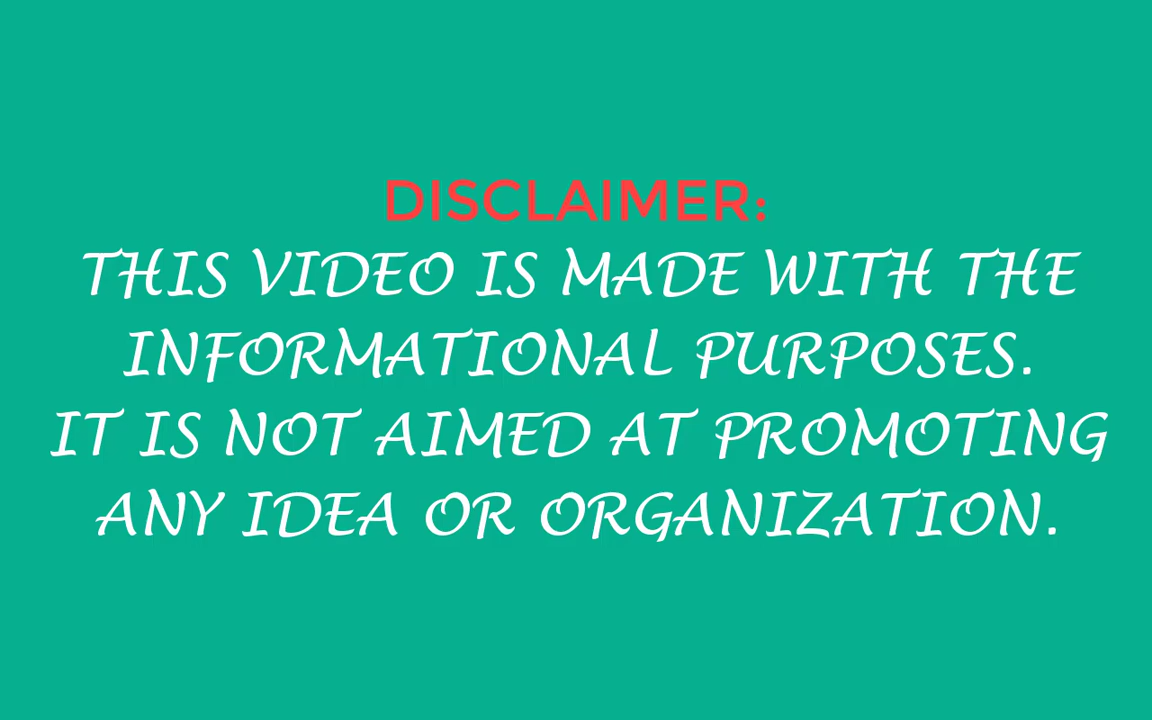 DISCLAIMER:
THIS VIDEO IS MADE WITH THE
INFORMATIONAL PURPOSES.
IT IS NOT AIMED AT PROMOTING
ANY IDEA OR ORGANIZATION.